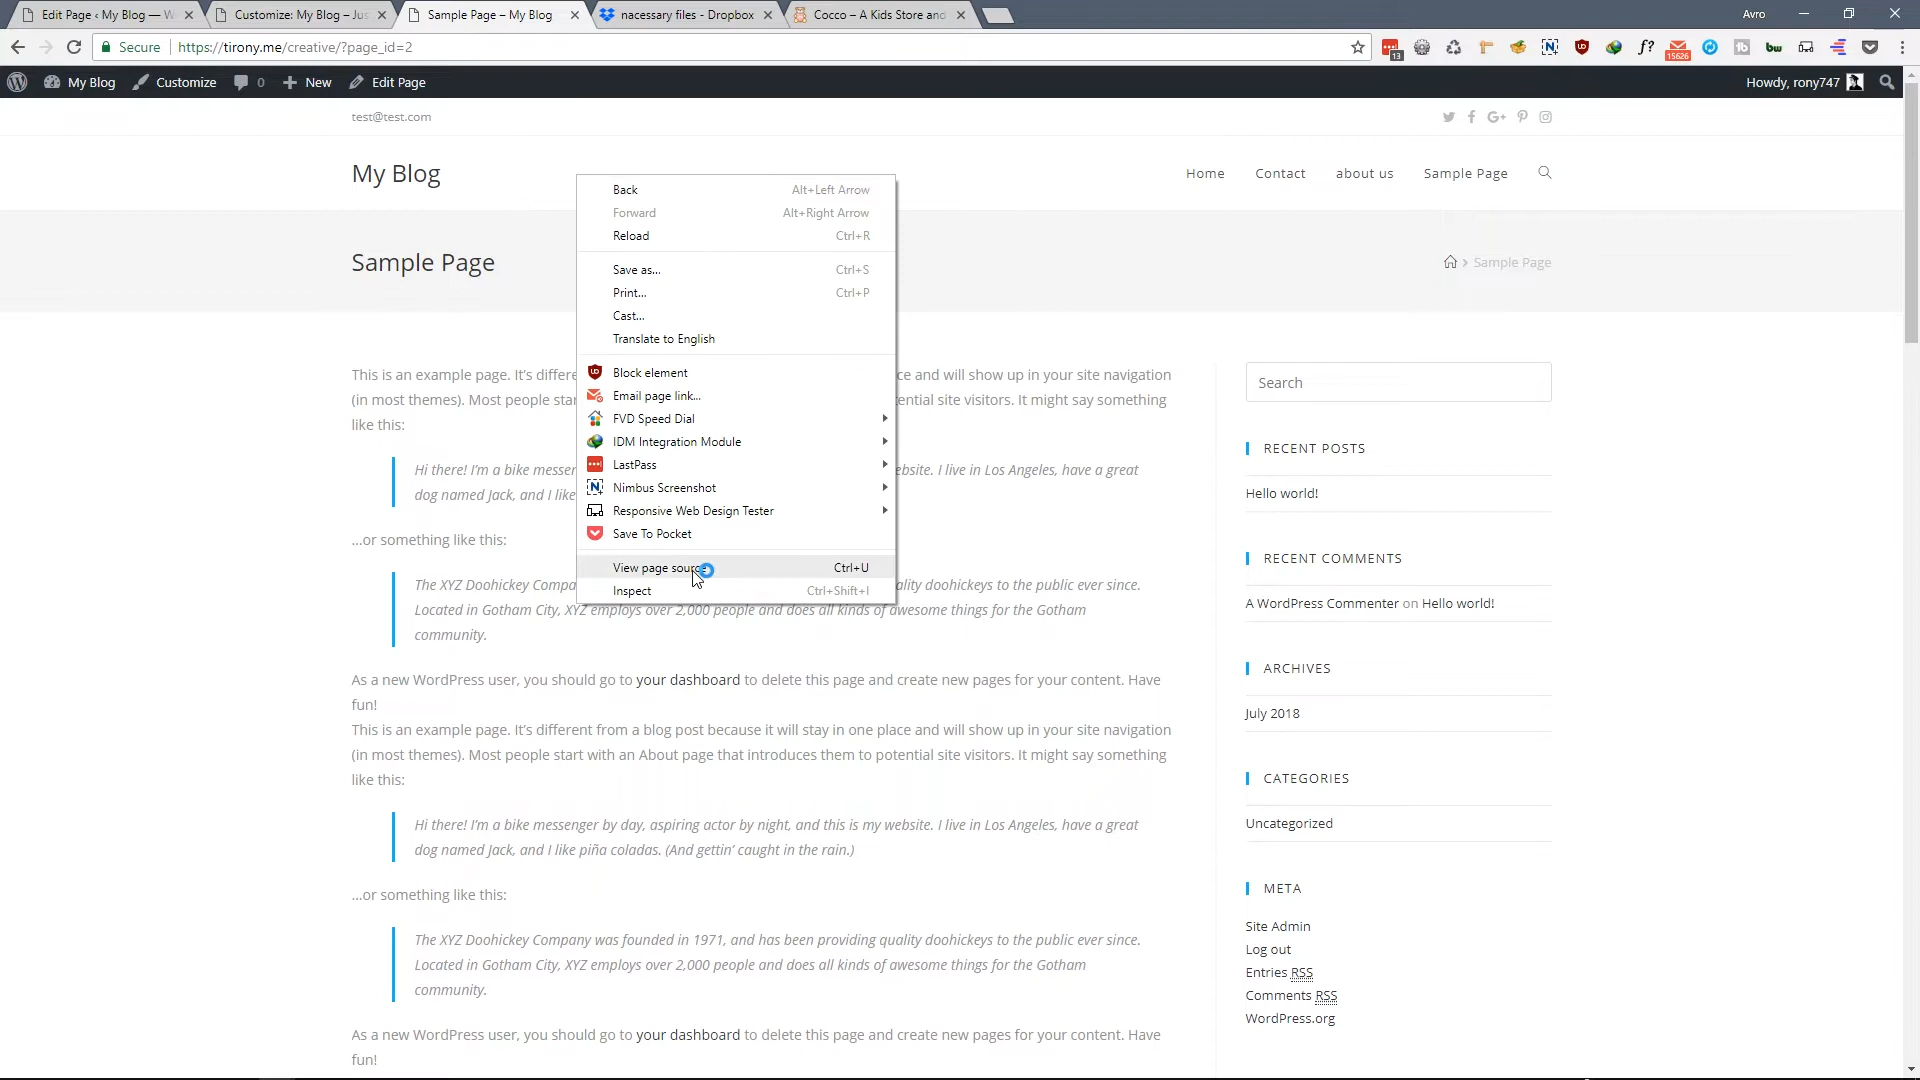 Edit Page ‹ My Blog — W
Customize: My Blog – Jus
Sample Page – My Blog
nacessary files - Dropbox
Cocco – A Kids Store and
Avro
Secure
https://tirony.me/creative/?page_id=2
13
15626
My Blog
Customize
0
New
Edit Page
Howdy, rony747
test@test.com
My Blog
Home
Contact
about us
Sample Page
Sample Page
Sample Page
Back Alt+Left Arrow
Forward Alt+Right Arrow
Reload Ctrl+R
Save as... Ctrl+S
Print... Ctrl+P
Cast...
Translate to English
Block element
Email page link...
FVD Speed Dial
IDM Integration Module
LastPass
Nimbus Screenshot
Responsive Web Design Tester
Save To Pocket
View page source Ctrl+U
Inspect Ctrl+Shift+I
This is an example page. It’s differe ce and will show up in your site navigation
(in most themes). Most people star ential site visitors. It might say something
like this:
Hi there! I’m a bike messen ebsite. I live in Los Angeles, have a great
dog named Jack, and I like
…or something like this:
The XYZ Doohickey Compa ality doohickeys to the public ever since.
Located in Gotham City, XYZ employs over 2,000 people and does all kinds of awesome things for the Gotham
community.
As a new WordPress user, you should go to your dashboard to delete this page and create new pages for your content. Have
fun!
This is an example page. It’s different from a blog post because it will stay in one place and will show up in your site navigation
(in most themes). Most people start with an About page that introduces them to potential site visitors. It might say something
like this:
Hi there! I’m a bike messenger by day, aspiring actor by night, and this is my website. I live in Los Angeles, have a great
dog named Jack, and I like piña coladas. (And gettin’ caught in the rain.)
…or something like this:
The XYZ Doohickey Company was founded in 1971, and has been providing quality doohickeys to the public ever since.
Located in Gotham City, XYZ employs over 2,000 people and does all kinds of awesome things for the Gotham
community.
As a new WordPress user, you should go to your dashboard to delete this page and create new pages for your content. Have
fun!
Search
RECENT POSTS
Hello world!
RECENT COMMENTS
A WordPress Commenter on Hello world!
ARCHIVES
July 2018
CATEGORIES
Uncategorized
META
Site Admin
Log out
Entries RSS
Comments RSS
WordPress.org